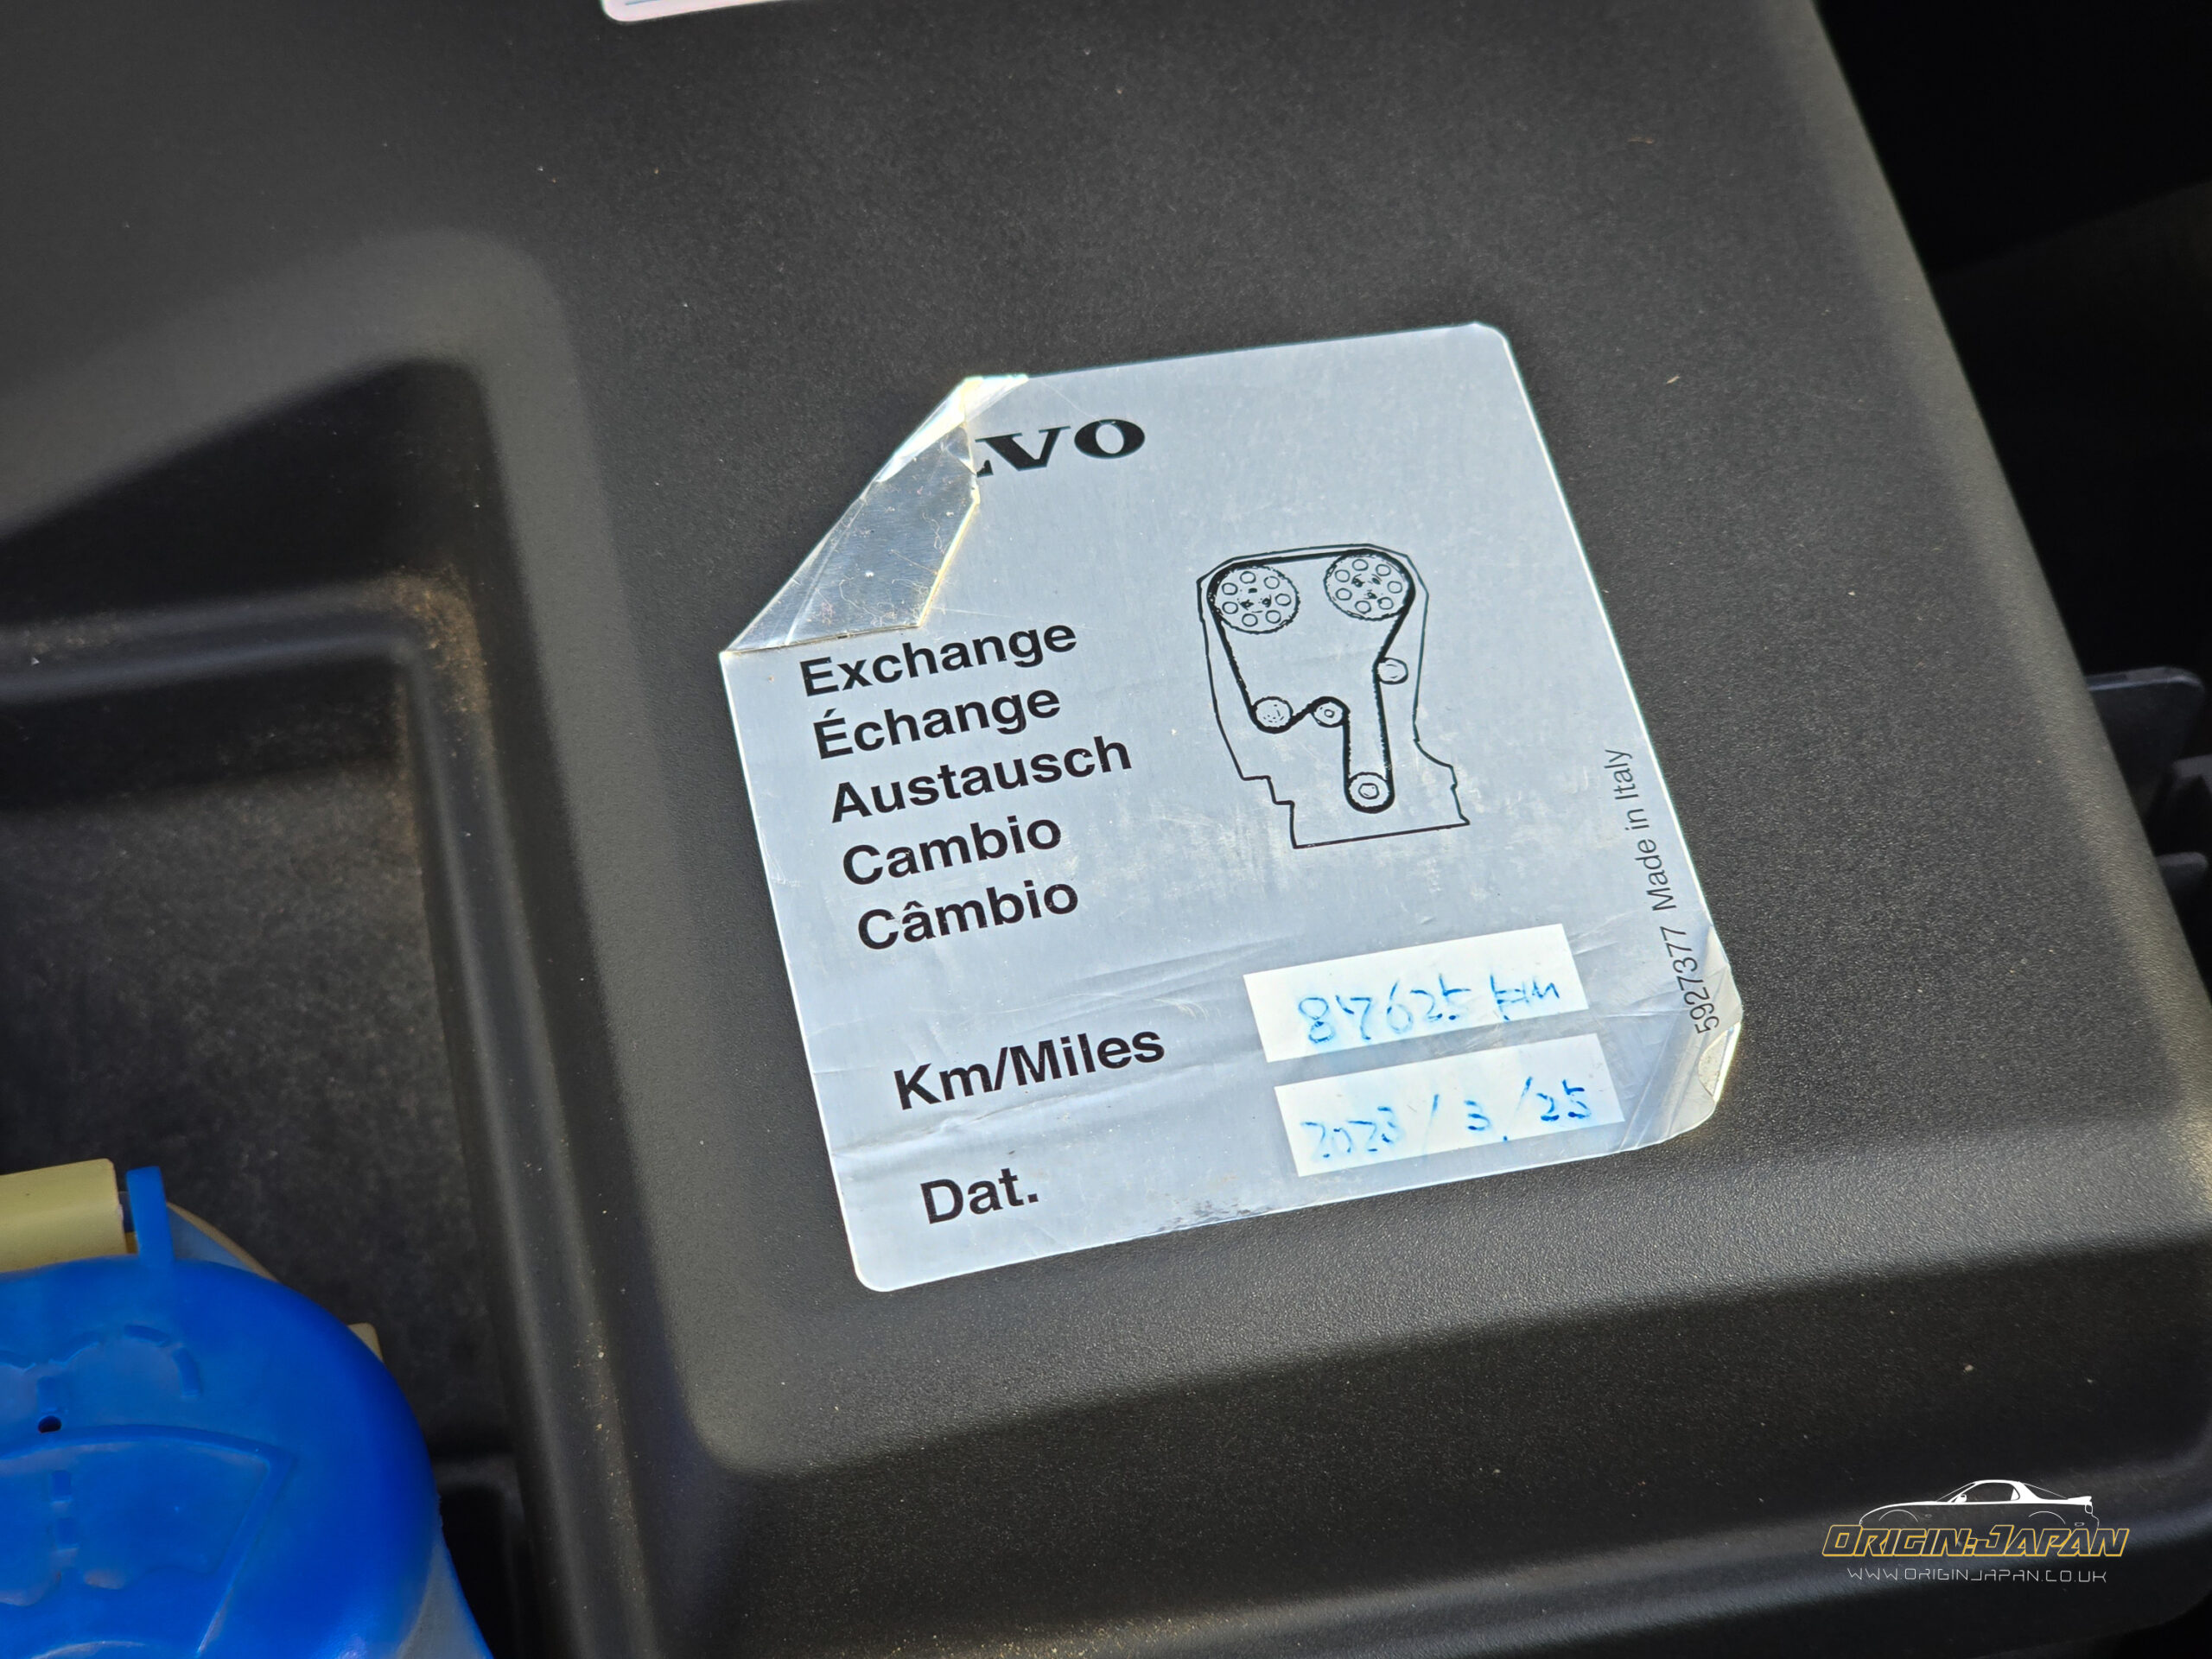 LVO
Exchange
Échange
Austausch
Cambio
Câmbio
Km/Miles
87625 km
Dat.
2023 / 3 / 25
5927377 Made in Italy
ORIGIN:JAPAN
WWW.ORIGINJAPAN.CO.UK